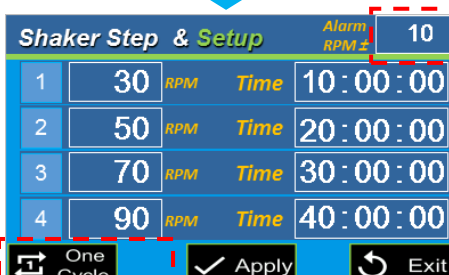 Shaker Step & Setup Alarm RPM± 10
1 30 RPM Time 10:00:00
2 50 RPM Time 20:00:00
3 70 RPM Time 30:00:00
4 90 RPM Time 40:00:00
One Cycle Apply Exit